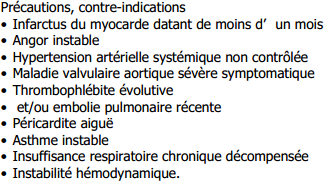 Précautions, contre-indications
• Infarctus du myocarde datant de moins d’ un mois
• Angor instable
• Hypertension artérielle systémique non contrôlée
• Maladie valvulaire aortique sévère symptomatique
• Thrombophlébite évolutive
•  et/ou embolie pulmonaire récente
• Péricardite aiguë
• Asthme instable
• Insuffisance respiratoire chronique décompensée
• Instabilité hémodynamique.